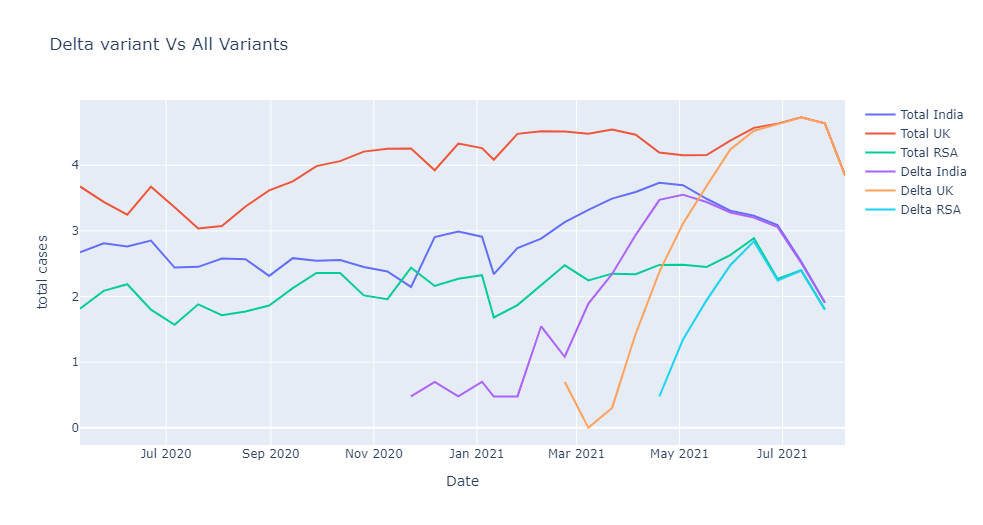 Delta variant Vs All Variants
total cases
4
3
2
1
0
Jul 2020 Sep 2020 Nov 2020 Jan 2021 Mar 2021 May 2021 Jul 2021
Date
Total India
Total UK
Total RSA
Delta India
Delta UK
Delta RSA